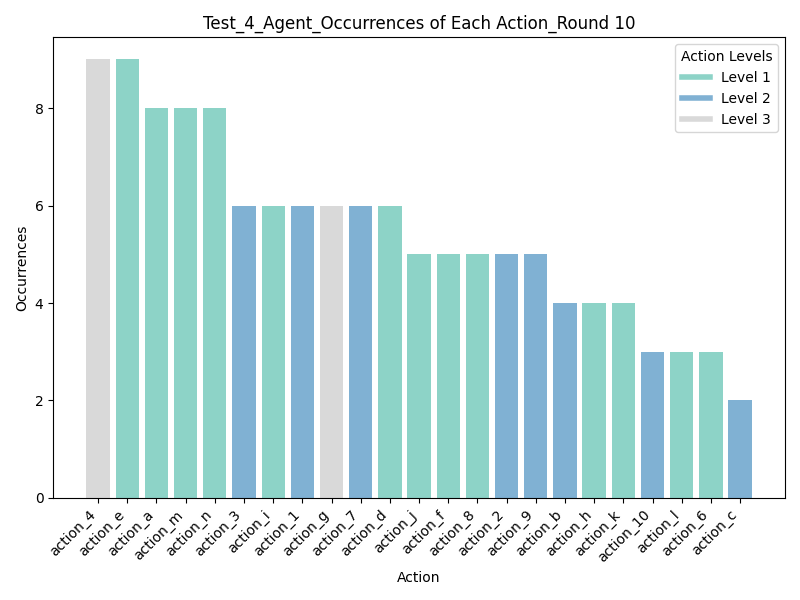 Test_4_Agent_Occurrences of Each Action_Round 10
Action Levels
Level 1
Level 2
Level 3
Occurrences
8
6
4
2
0
action_4
action_e
action_a
action_m
action_n
action_3
action_i
action_1
action_g
action_7
action_d
action_j
action_f
action_8
action_2
action_9
action_b
action_h
action_k
action_10
action_l
action_6
action_c
Action